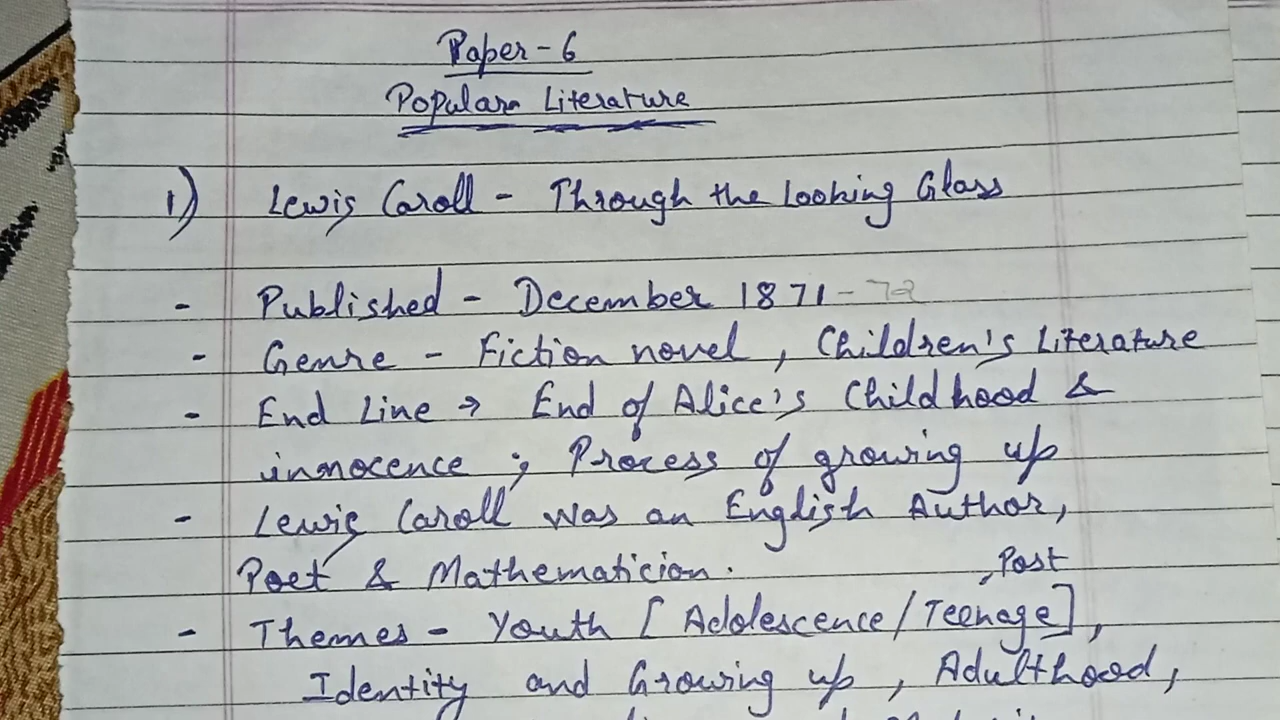 Paper-6
Popular Literature
1) Lewis Caroll - Through the Looking Glass
- Published - December 1871-72
- Genre - Fiction novel, Children's Literature
- End Line → End of Alice's Childhood &
innocence ; Process of growing up
- Lewis Caroll was an English Author,
Poet & Mathematician.
, Past
- Themes - Youth [Adolescence/Teenage],
Identity and Growing up, Adulthood,